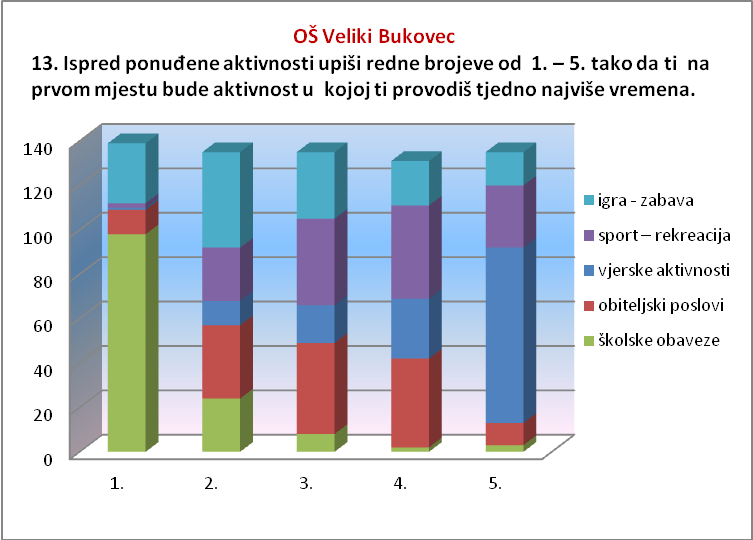 OŠ Veliki Bukovec
13. Ispred ponuđene aktivnosti upiši redne brojeve od 1. – 5. tako da ti na
prvom mjestu bude aktivnost u kojoj ti provodiš tjedno najviše vremena.
140
120
100
80
60
40
20
0
1. 2. 3. 4. 5.
igra - zabava
sport – rekreacija
vjerske aktivnosti
obiteljski poslovi
školske obaveze